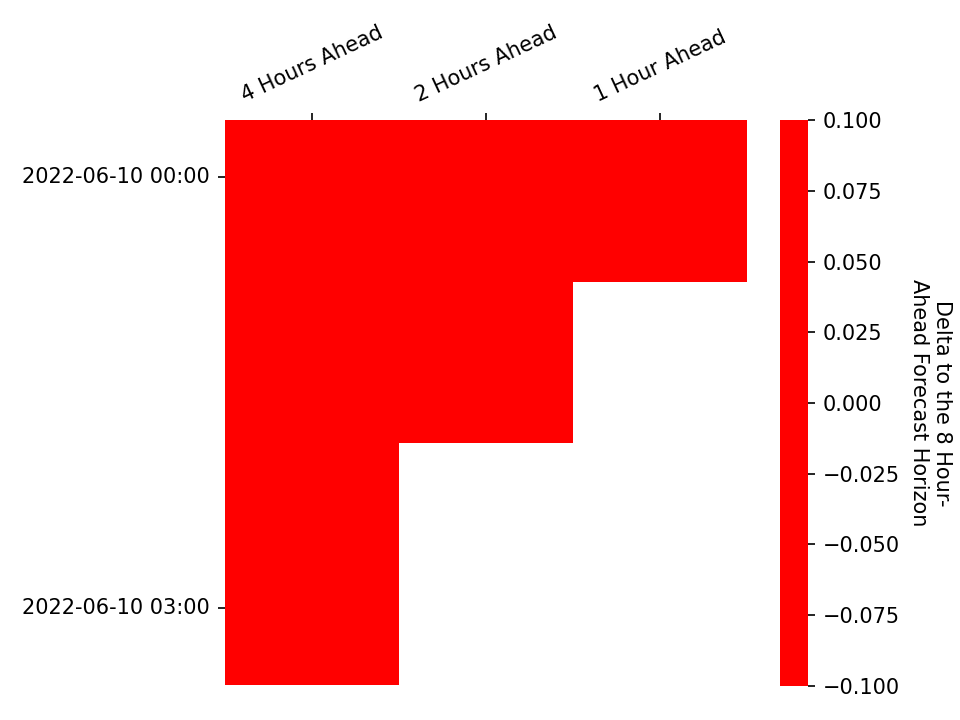 4 Hours Ahead
2 Hours Ahead
1 Hour Ahead
2022-06-10 00:00
2022-06-10 03:00
0.100
0.075
0.050
0.025
0.000
−0.025
−0.050
−0.075
−0.100
Delta to the 8 Hour-
Ahead Forecast Horizon